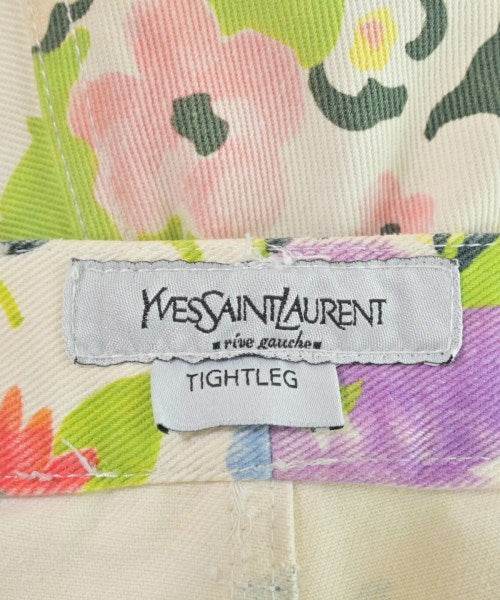 YVESSAINTLAURENT
rive gauche
TIGHTLEG